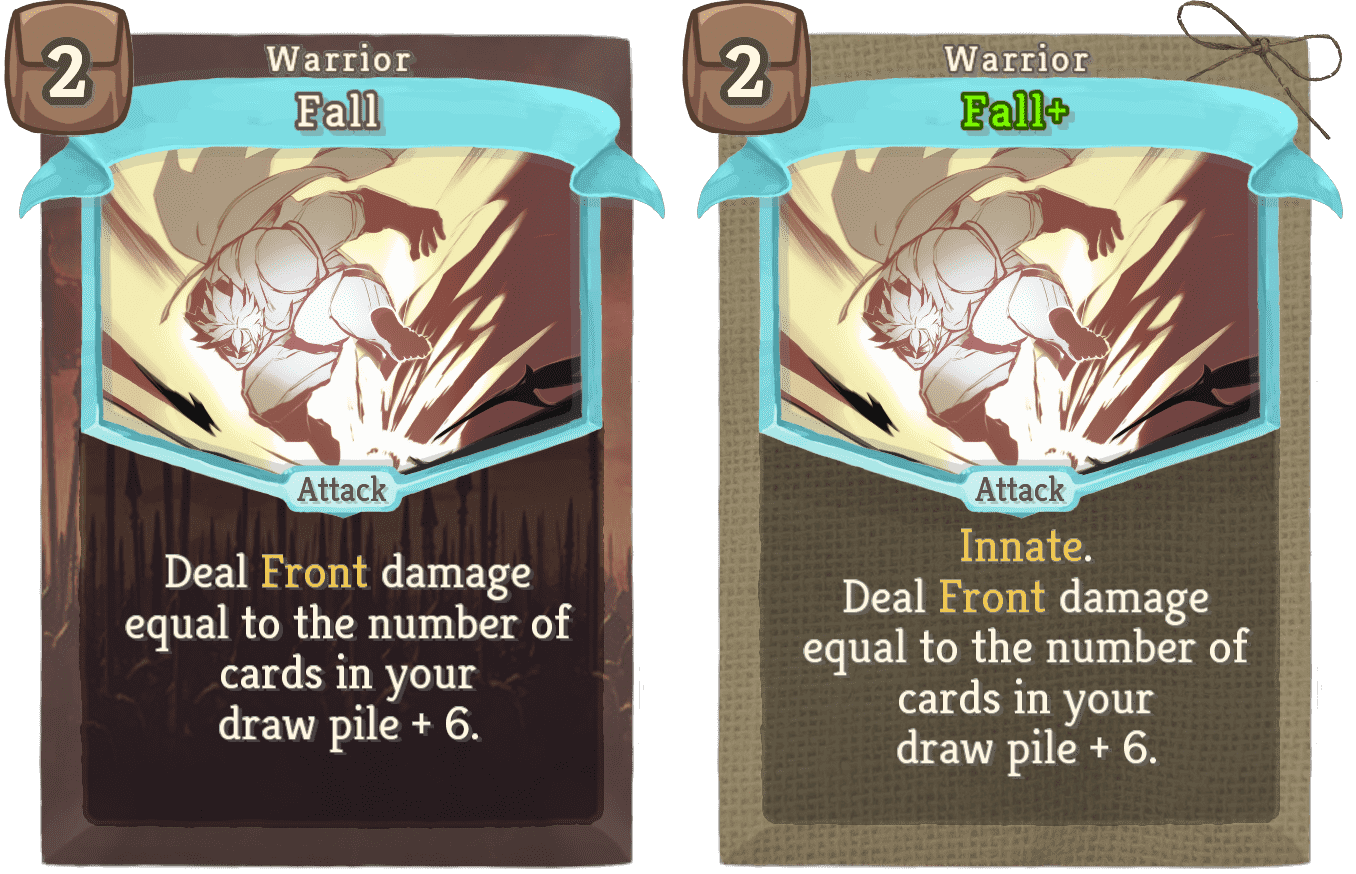 2
Warrior
Fall
Attack
Deal Front damage
equal to the number of
cards in your
draw pile + 6.
2
Warrior
Fall+
Attack
Innate.
Deal Front damage
equal to the number of
cards in your
draw pile + 6.